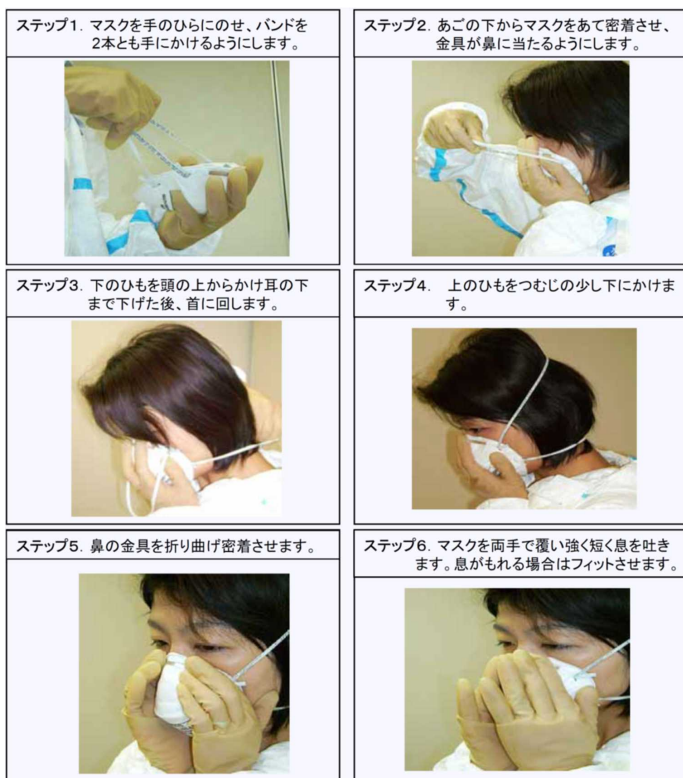 ステップ1．マスクを手のひらにのせ、バンドを
2本とも手にかけるようにします。
ステップ2．あごの下からマスクをあて密着させ、
金具が鼻に当たるようにします。
ステップ3．下のひもを頭の上からかけ耳の下
まで下げた後、首に回します。
ステップ4．　上のひもをつむじの少し下にかけま
す。
ステップ5．鼻の金具を折り曲げ密着させます。
ステップ6．マスクを両手で覆い強く短く息を吐き
ます。息がもれる場合はフィットさせます。